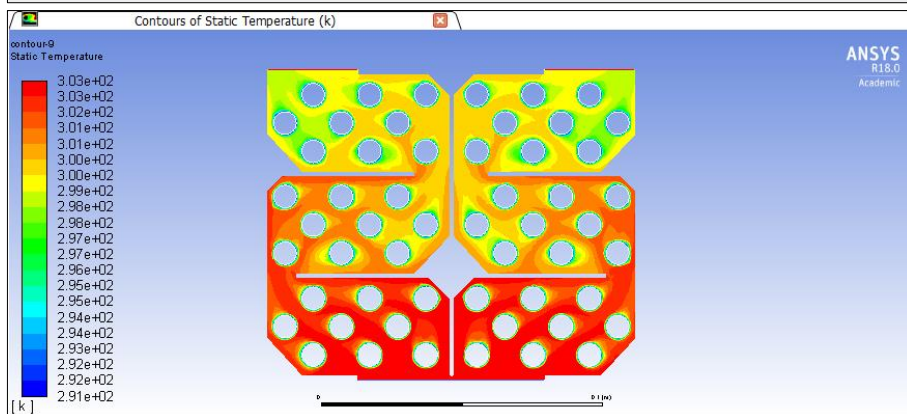 Contours of Static Temperature (k)
contour-9
Static Temperature
ANSYS
R18.0
Academic
3.03e+02
3.03e+02
3.02e+02
3.01e+02
3.01e+02
3.00e+02
3.00e+02
2.99e+02
2.98e+02
2.98e+02
2.97e+02
2.97e+02
2.96e+02
2.95e+02
2.95e+02
2.94e+02
2.94e+02
2.93e+02
2.92e+02
2.92e+02
2.91e+02
[ k ]
0